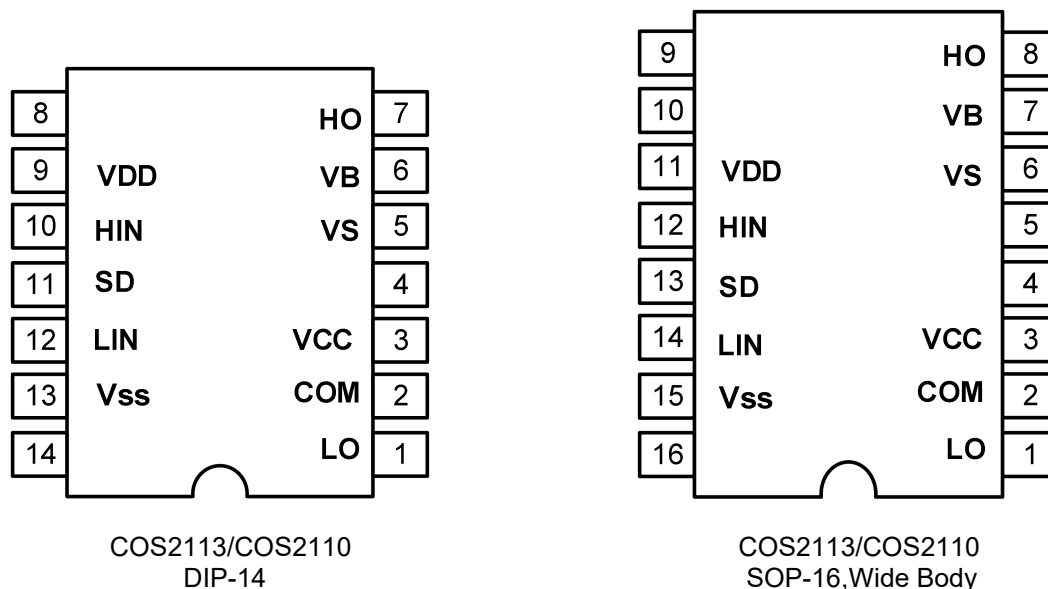 8 HO 7
9 VDD VB 6
10 HIN VS 5
11 SD 4
12 LIN VCC 3
13 Vss COM 2
14 LO 1
COS2113/COS2110
DIP-14
9 HO 8
10 VB 7
11 VDD VS 6
12 HIN 5
13 SD 4
14 LIN VCC 3
15 Vss COM 2
16 LO 1
COS2113/COS2110
SOP-16,Wide Body